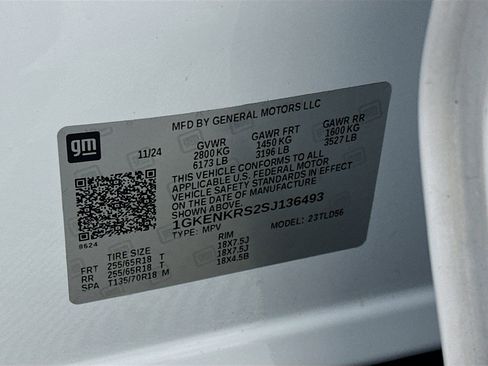 gm
MFD BY GENERAL MOTORS LLC
11/24 GVWR GAWR FRT GAWR RR
2800 KG 1450 KG 1600 KG
6173 LB 3196 LB 3527 LB
THIS VEHICLE CONFORMS TO ALL
APPLICABLE U.S. FEDERAL MOTOR
VEHICLE SAFETY STANDARDS IN EFFECT
ON THE DATE OF MANUFACTURE
1GKENKRS2SJ136493
TYPE: MPV MODEL: 23TLD56
8624
TIRE SIZE RIM
FRT 255/65R18 T 18X7.5J
RR 255/65R18 T 18X7.5J
SPA T135/70R18 M 18X4.5B